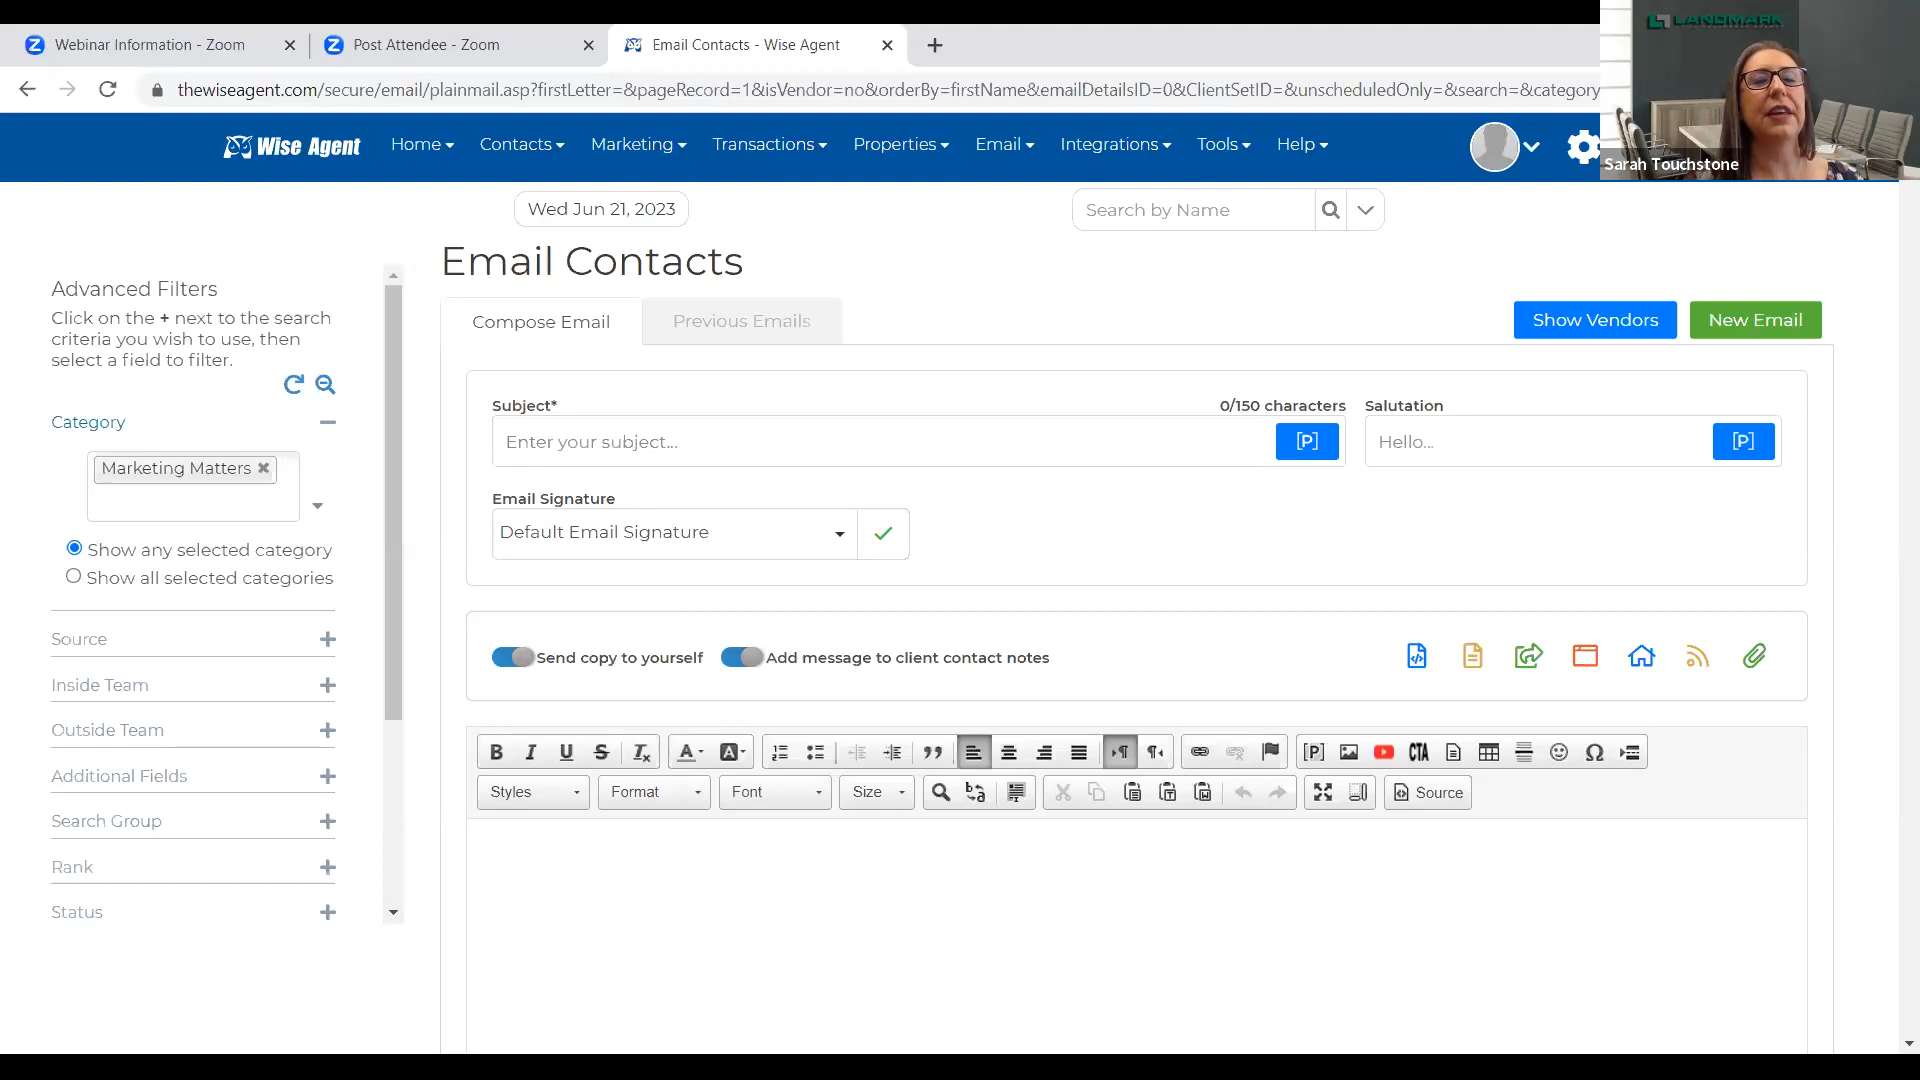 Webinar Information - Zoom
Post Attendee - Zoom
Email Contacts - Wise Agent
thewiseagent.com/secure/email/plainmail.asp?firstLetter=&pageRecord=1&isVendor=no&orderBy=firstName&emailDetailsID=0&ClientSetID=&unscheduledOnly=&search=&category
LANDMARK
Sarah Touchstone
Wise Agent
Home
Contacts
Marketing
Transactions
Properties
Email
Integrations
Tools
Help
Wed Jun 21, 2023
Search by Name
Email Contacts
Advanced Filters
Click on the + next to the search
criteria you wish to use, then
select a field to filter.
Category
Marketing Matters
Show any selected category
Show all selected categories
Source
Inside Team
Outside Team
Additional Fields
Search Group
Rank
Status
Compose Email
Previous Emails
Show Vendors
New Email
Subject*
0/150 characters
Salutation
Enter your subject...
[P]
Hello...
[P]
Email Signature
Default Email Signature
Send copy to yourself
Add message to client contact notes
CTA
Styles
Format
Font
Size
Source